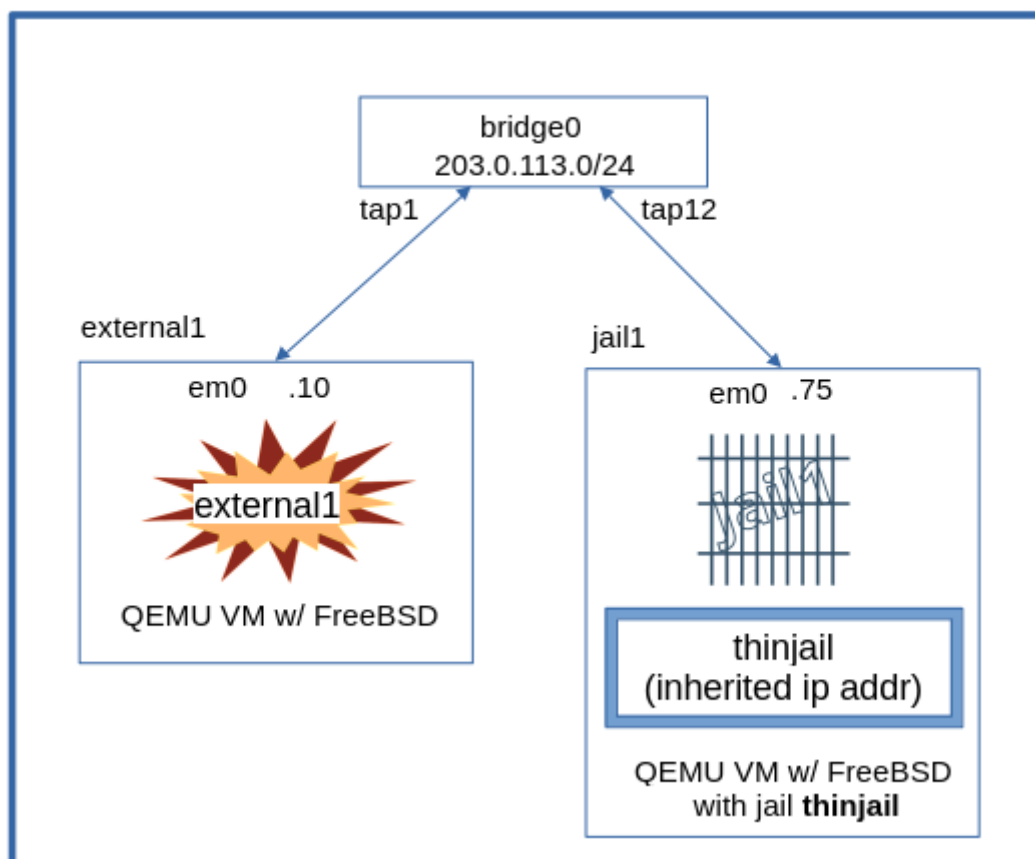 bridge0
203.0.113.0/24
tap1
tap12
external1
jail1
em0 .10
em0 .75
external1
jail1
QEMU VM w/ FreeBSD
thinjail
(inherited ip addr)
QEMU VM w/ FreeBSD
with jail thinjail